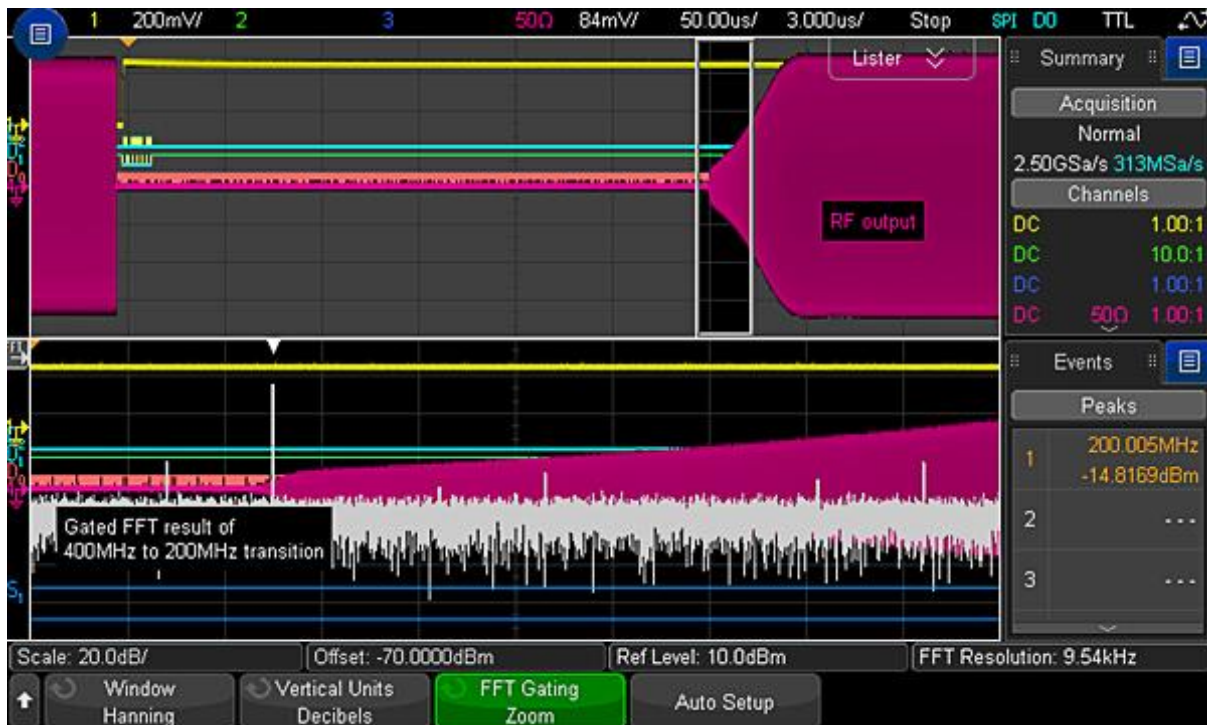 1 200mV/ 2 3 50Ω 84mV/ 50.00us/ 3.000us/ Stop SPI D0 TTL
Lister
RF output
Summary
Acquisition
Normal
2.50GSa/s 313MSa/s
Channels
DC 1.00:1
DC 10.0:1
DC 1.00:1
DC 50Ω 1.00:1
Gated FFT result of
400MHz to 200MHz transition
S1
Events
Peaks
1 200.005MHz
-14.8169dBm
2 ---
3 ---
Scale: 20.0dB/ Offset: -70.0000dBm Ref Level: 10.0dBm FFT Resolution: 9.54kHz
Window
Hanning
Vertical Units
Decibels
FFT Gating
Zoom
Auto Setup